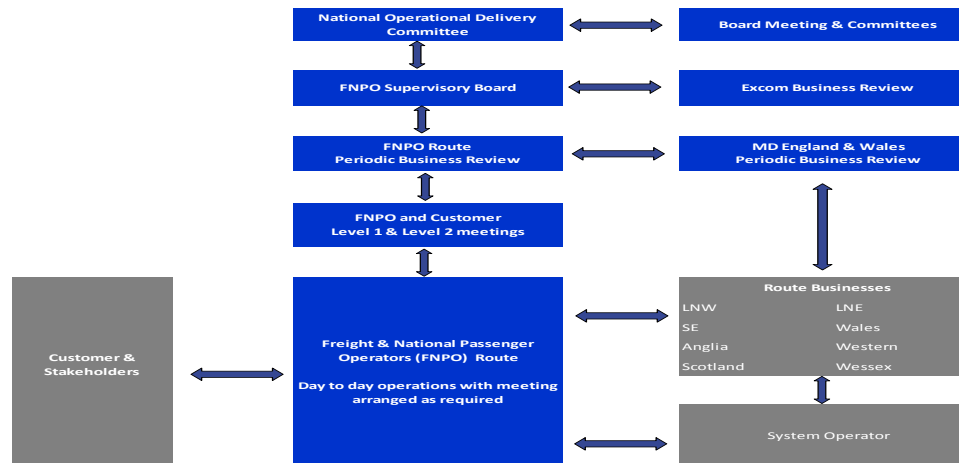 National Operational Delivery
Committee
Board Meeting & Committees
FNPO Supervisory Board
Excom Business Review
FNPO Route
Periodic Business Review
MD England & Wales
Periodic Business Review
FNPO and Customer
Level 1 & Level 2 meetings
Customer &
Stakeholders
Freight & National Passenger
Operators (FNPO) Route
Day to day operations with meeting
arranged as required
Route Businesses
LNW LNE
SE Wales
Anglia Western
Scotland Wessex
System Operator